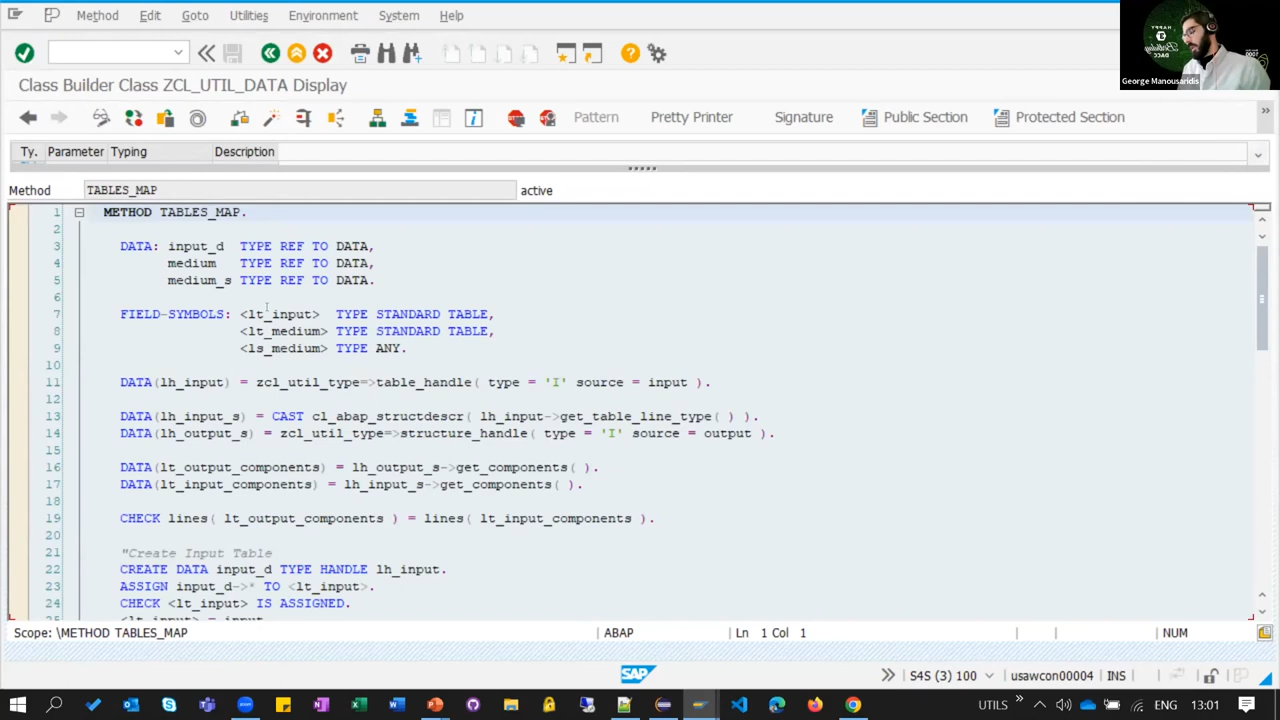 Method Edit Goto Utilities Environment System Help
HAPPY
Birthday
DACC
George Manousaridis
Class Builder Class ZCL_UTIL_DATA Display
Pattern Pretty Printer Signature Public Section Protected Section
Ty. Parameter Typing Description
Method TABLES_MAP active
1 METHOD TABLES_MAP.
2
3 DATA: input_d TYPE REF TO DATA,
4 medium TYPE REF TO DATA,
5 medium_s TYPE REF TO DATA.
6
7 FIELD-SYMBOLS: <lt_input> TYPE STANDARD TABLE,
8 <lt_medium> TYPE STANDARD TABLE,
9 <ls_medium> TYPE ANY.
10
11 DATA(lh_input) = zcl_util_type=>table_handle( type = 'I' source = input ).
12
13 DATA(lh_input_s) = CAST cl_abap_structdescr( lh_input->get_table_line_type( ) ).
14 DATA(lh_output_s) = zcl_util_type=>structure_handle( type = 'I' source = output ).
15
16 DATA(lt_output_components) = lh_output_s->get_components( ).
17 DATA(lt_input_components) = lh_input_s->get_components( ).
18
19 CHECK lines( lt_output_components ) = lines( lt_input_components ).
20
21 "Create Input Table
22 CREATE DATA input_d TYPE HANDLE lh_input.
23 ASSIGN input_d->* TO <lt_input>.
24 CHECK <lt_input> IS ASSIGNED.
25 <lt_input> = input.
Scope: \METHOD TABLES_MAP ABAP Ln 1 Col 1 NUM
SAP S4S (3) 100 usawcon00004 INS
UTILS ENG 13:01